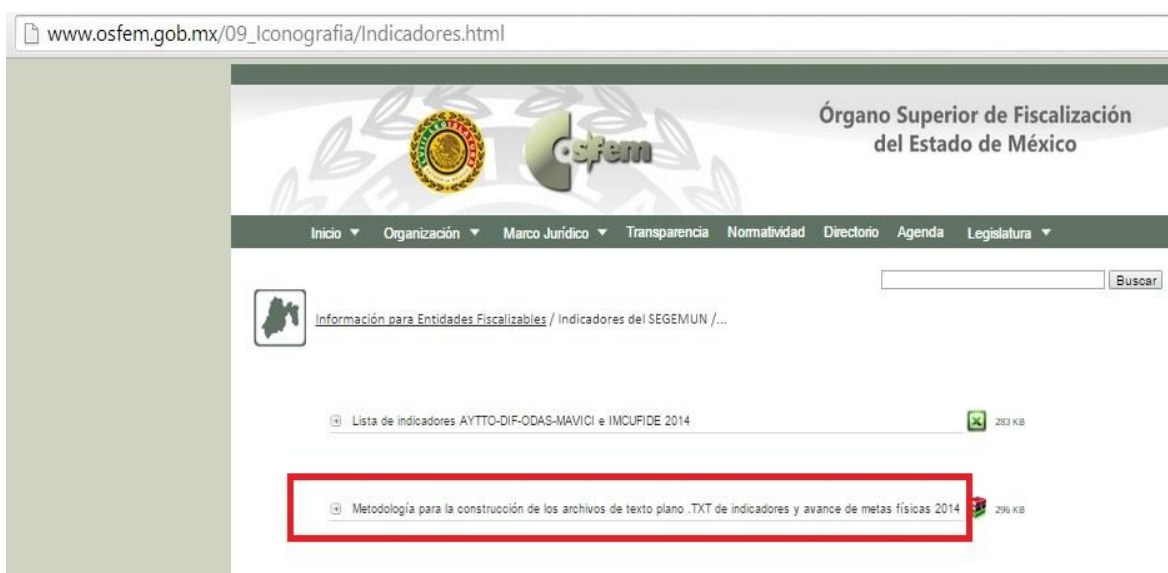 www.osfem.gob.mx/09_Iconografia/Indicadores.html
osfem
Órgano Superior de Fiscalización
del Estado de México
Inicio Organización Marco Jurídico Transparencia Normatividad Directorio Agenda Legislatura
Buscar
Información para Entidades Fiscalizables / Indicadores del SEGEMUN /...
Lista de indicadores AYTTO-DIF-ODAS-MAVICI e IMCUFIDE 2014 283 KB
Metodología para la construcción de los archivos de texto plano .TXT de indicadores y avance de metas físicas 2014 296 KB